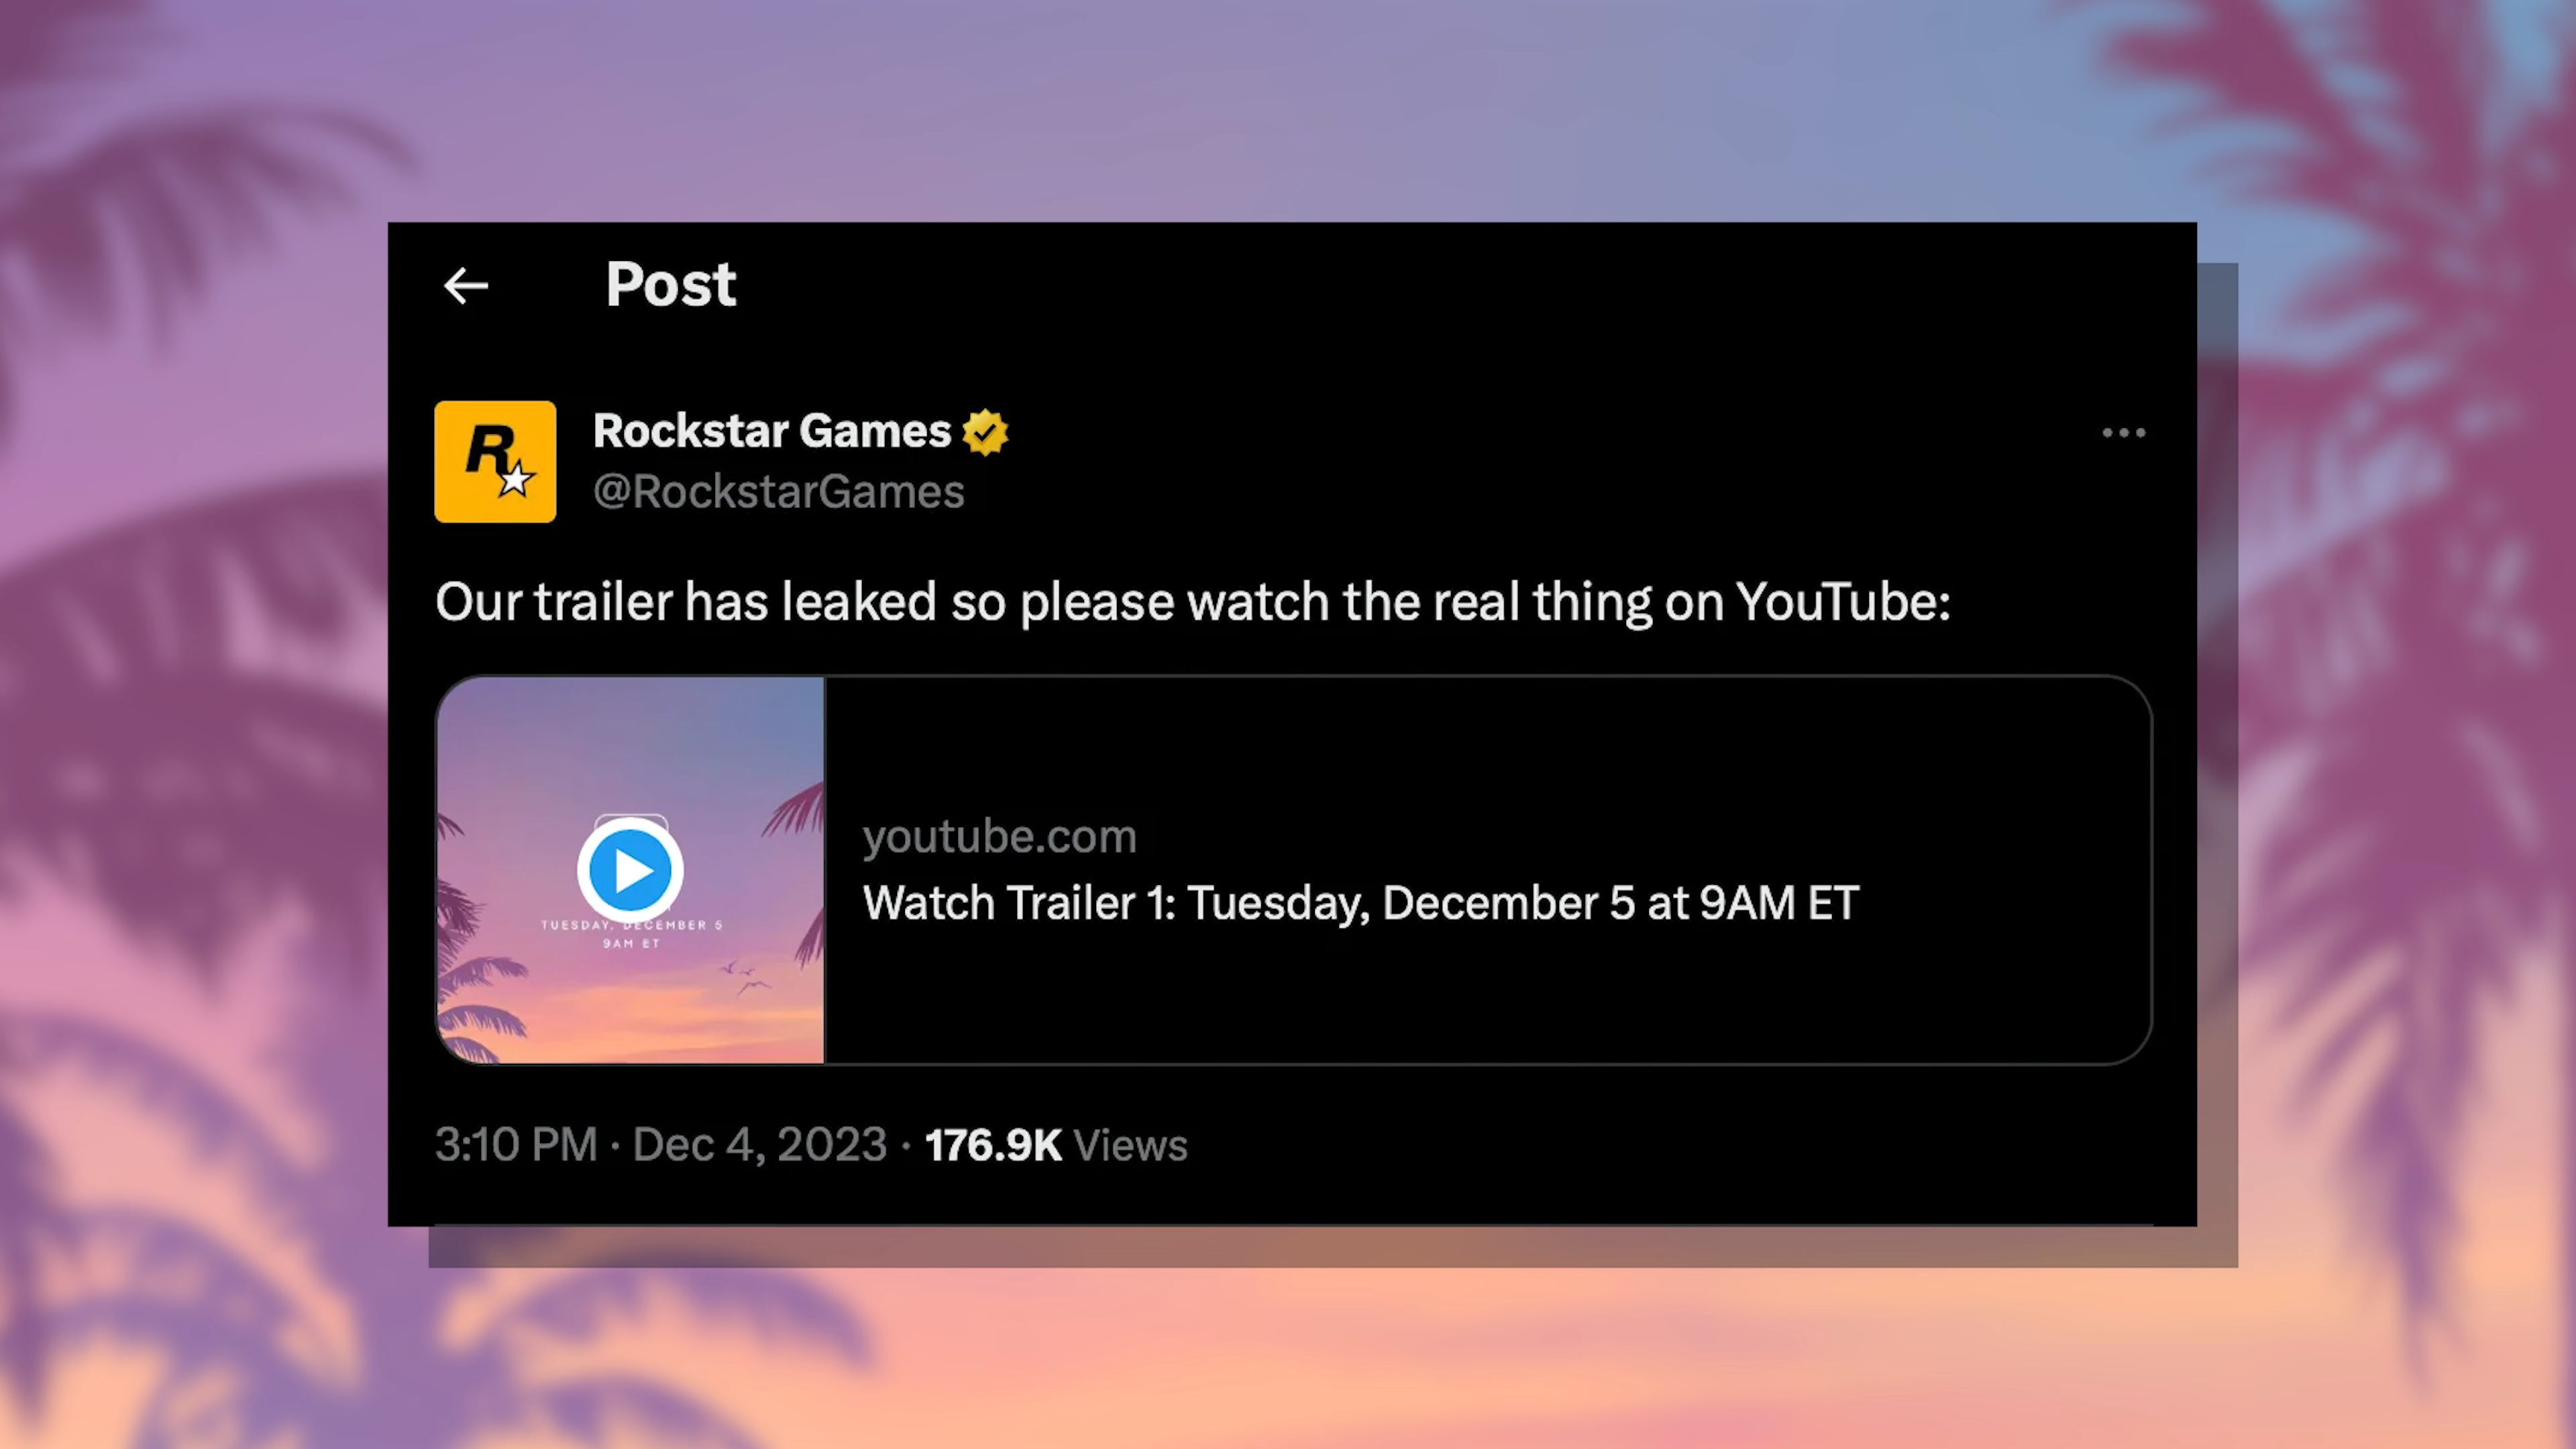 Post
R
Rockstar Games
@RockstarGames
Our trailer has leaked so please watch the real thing on YouTube:
TUESDAY, DECEMBER 5
9AM ET
youtube.com
Watch Trailer 1: Tuesday, December 5 at 9AM ET
3:10 PM · Dec 4, 2023 · 176.9K Views